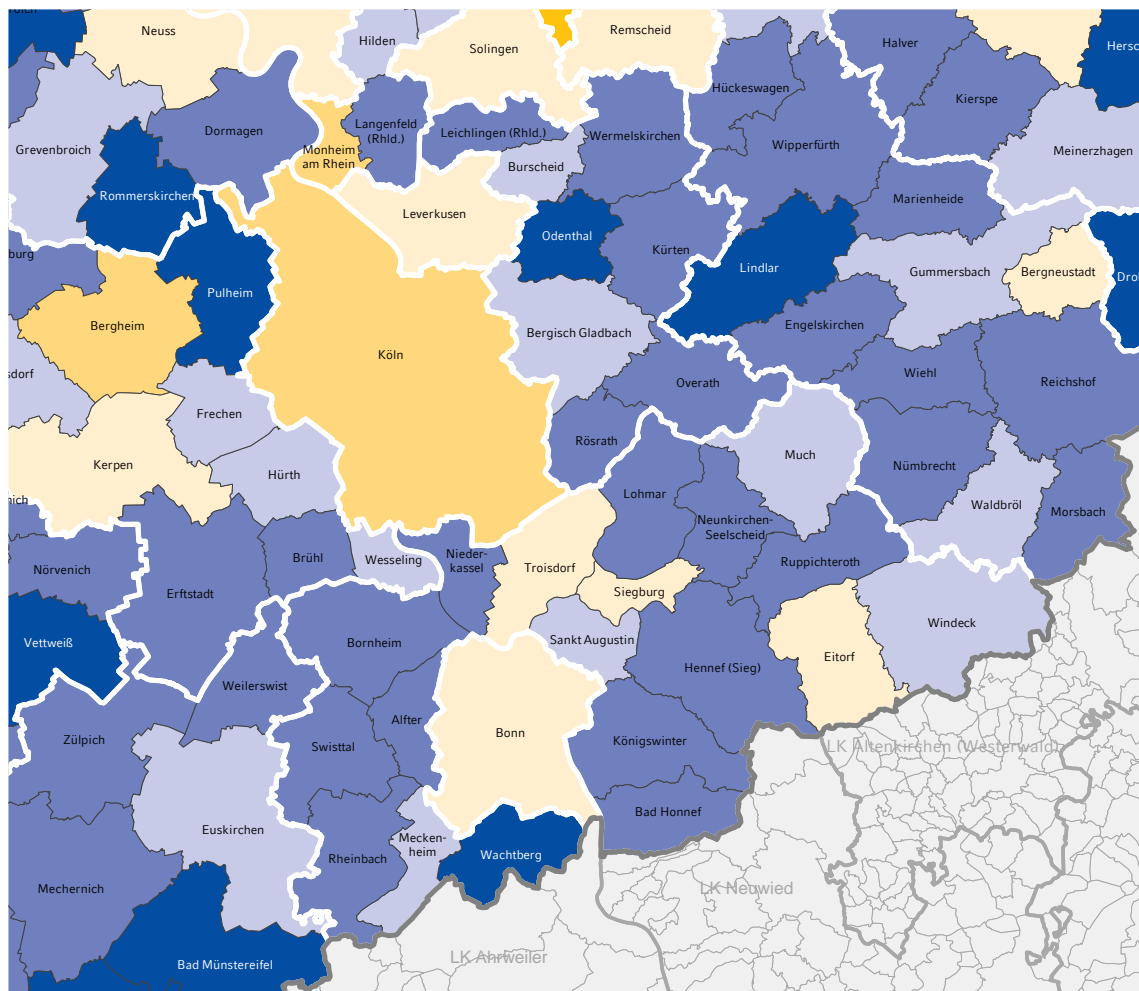 Neuss
Hilden
Solingen
Remscheid
Halver
Hückeswagen
Kierspe
Dormagen
Langenfeld
(Rhld.)
Leichlingen (Rhld.)
Wermelskirchen
Wipperfürth
Grevenbroich
Monheim
am Rhein
Burscheid
Meinerzhagen
Rommerskirchen
Leverkusen
Marienheide
Odenthal
Kürten
Lindlar
Gummersbach
Bergneustadt
burg
Pulheim
Bergheim
Bergisch Gladbach
Engelskirchen
Köln
sdorf
Overath
Wiehl
Reichshof
Frechen
Rösrath
Kerpen
Hürth
Much
Nümbrecht
Lohmar
Waldbröl
Morsbach
Neunkirchen-
Seelscheid
Nörvenich
Brühl
Wesseling
Nieder-
kassel
Troisdorf
Ruppichteroth
Erftstadt
Siegburg
Windeck
Vettweiß
Bornheim
Sankt Augustin
Eitorf
Hennef (Sieg)
Weilerswist
Alfter
Zülpich
Swisttal
Bonn
Königswinter
LK Altenkirchen (Westerwald)
Bad Honnef
Euskirchen
Mecken-
heim
Rheinbach
Wachtberg
Mechernich
LK Neuwied
LK Ahrweiler
Bad Münstereifel